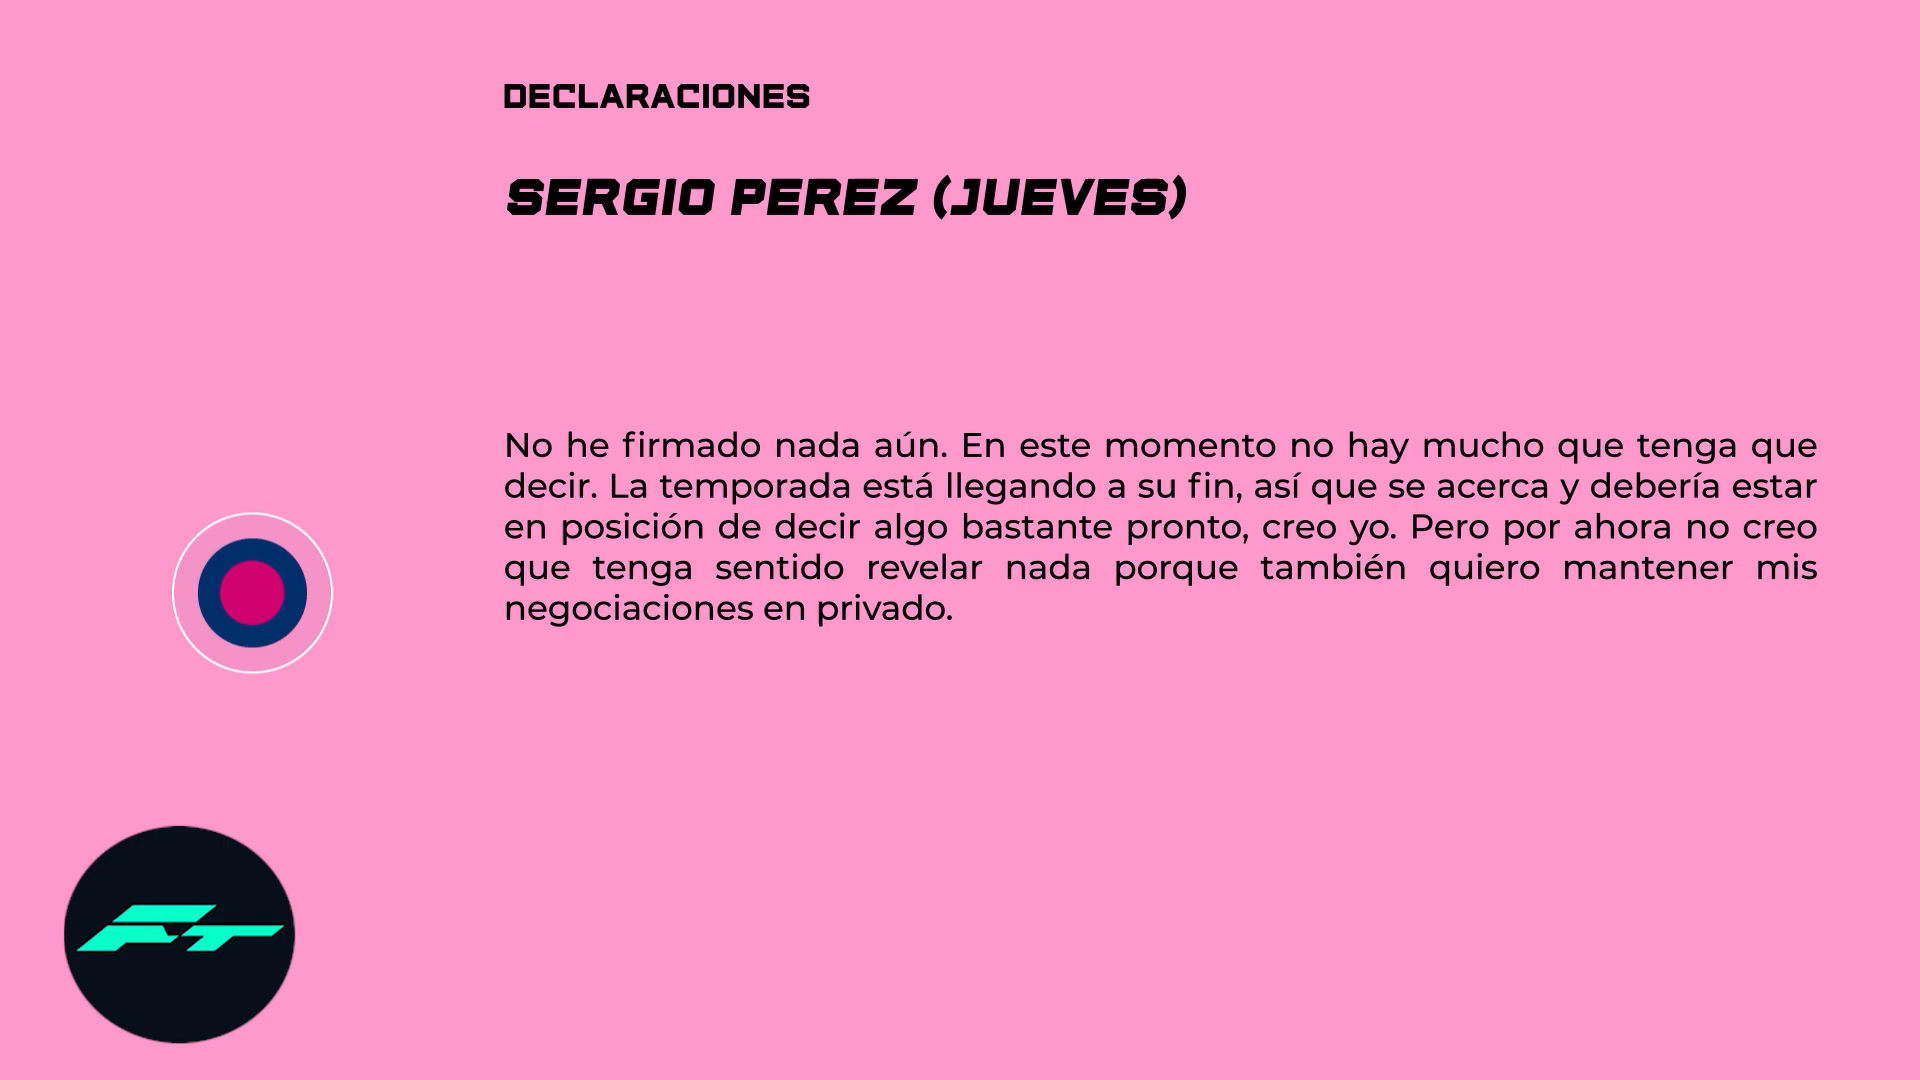 DECLARACIONES
SERGIO PEREZ (JUEVES)
No he firmado nada aún. En este momento no hay mucho que tenga que
decir. La temporada está llegando a su fin, así que se acerca y debería estar
en posición de decir algo bastante pronto, creo yo. Pero por ahora no creo
que tenga sentido revelar nada porque también quiero mantener mis
negociaciones en privado.
FT